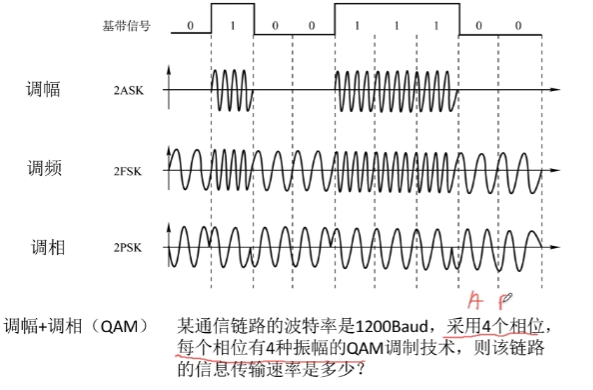 基带信号 0 1 0 0 1 1 1 0 0
调幅 2ASK
调频 2FSK
调相 2PSK
A P
调幅+调相（QAM） 某通信链路的波特率是1200Baud，采用4个相位，
每个相位有4种振幅的QAM调制技术，则该链路
的信息传输速率是多少？